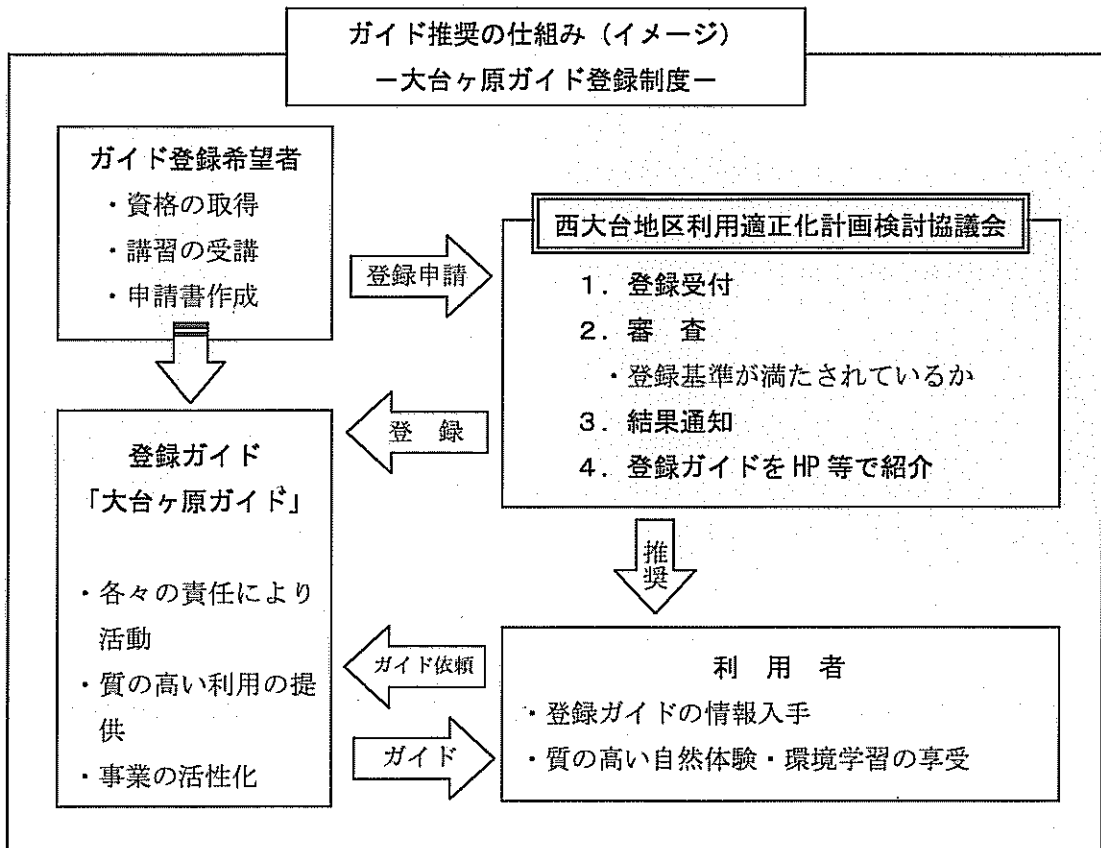 ガイド推奨の仕組み（イメージ）
－大台ヶ原ガイド登録制度－
ガイド登録希望者
・資格の取得
・講習の受講
・申請書作成
登録申請
西大台地区利用適正化計画検討協議会
１．登録受付
２．審　査
・登録基準が満たされているか
３．結果通知
４．登録ガイドをHP等で紹介
登　録
登録ガイド
「大台ヶ原ガイド」
・各々の責任により
活動
・質の高い利用の提
供
・事業の活性化
推奨
ガイド依頼
ガイド
利　用　者
・登録ガイドの情報入手
・質の高い自然体験・環境学習の享受